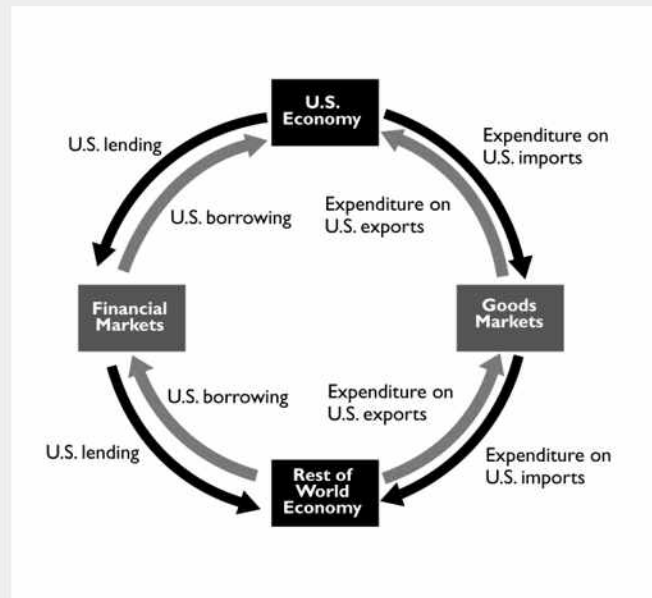 U.S.
Economy
U.S. lending
Expenditure on
U.S. imports
U.S. borrowing
Expenditure on
U.S. exports
Financial
Markets
Goods
Markets
U.S. borrowing
Expenditure on
U.S. exports
U.S. lending
Expenditure on
U.S. imports
Rest of
World
Economy